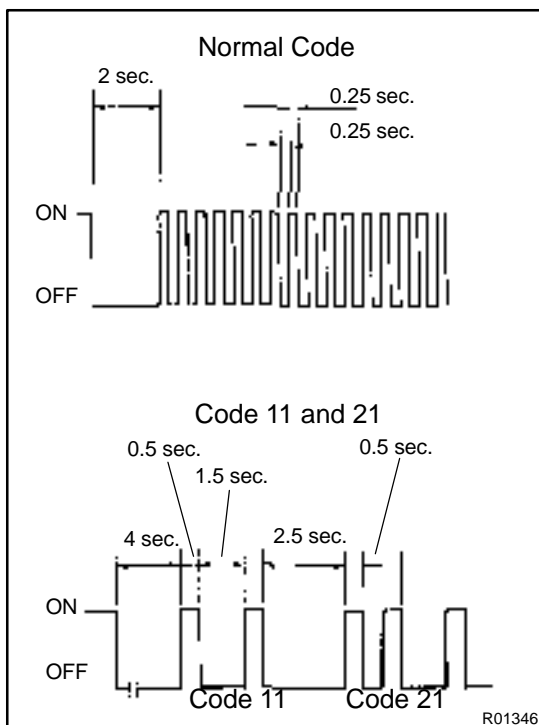 Normal Code
2 sec.
0.25 sec.
0.25 sec.
ON
OFF
Code 11 and 21
0.5 sec.
0.5 sec.
1.5 sec.
4 sec.
2.5 sec.
ON
OFF
Code 11
Code 21
R01346